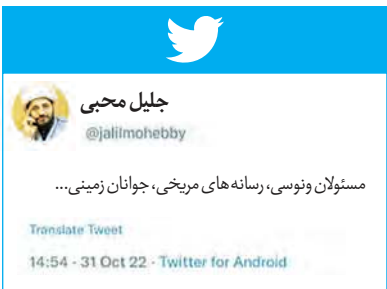 جلیل محبی
@jalilmohebby
مسئولان ونوسی، رسانه‌های مریخی، جوانان زمینی...
Translate Tweet
14:54 - 31 Oct 22 - Twitter for Android